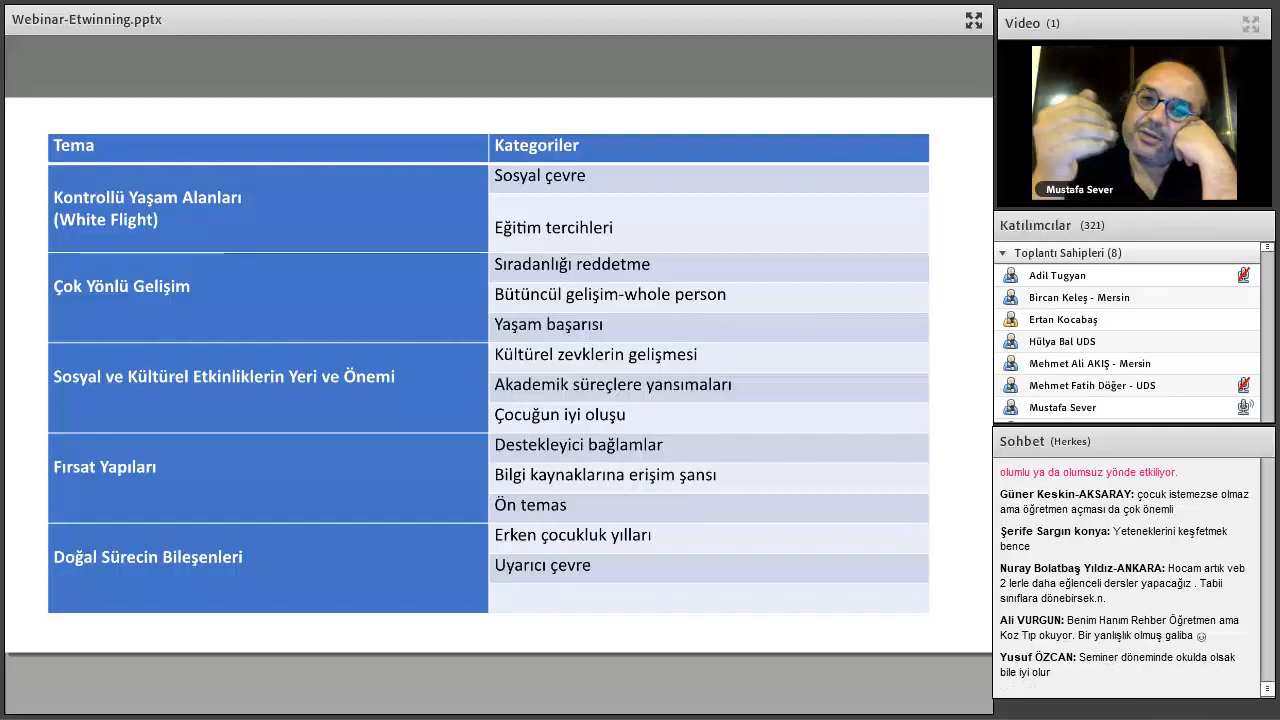 Webinar-Etwinning.pptx
Tema
Kategoriler
Kontrollü Yaşam Alanları
(White Flight)
Sosyal çevre
Eğitim tercihleri
Çok Yönlü Gelişim
Sıradanlığı reddetme
Bütüncül gelişim-whole person
Yaşam başarısı
Sosyal ve Kültürel Etkinliklerin Yeri ve Önemi
Kültürel zevklerin gelişmesi
Akademik süreçlere yansımaları
Çocuğun iyi oluşu
Fırsat Yapıları
Destekleyici bağlamlar
Bilgi kaynaklarına erişim şansı
Ön temas
Doğal Sürecin Bileşenleri
Erken çocukluk yılları
Uyarıcı çevre
Video (1)
Mustafa Sever
Katılımcılar (321)
Toplantı Sahipleri (8)
Adil Tugyan
Bircan Keleş - Mersin
Ertan Kocabaş
Hülya Bal UDS
Mehmet Ali AKIŞ - Mersin
Mehmet Fatih Döğer - UDS
Mustafa Sever
Sohbet (Herkes)
olumlu ya da olumsuz yönde etkiliyor.
Güner Keskin-AKSARAY: çocuk istemezse olmaz
ama öğretmen açması da çok önemli
Şerife Sargın konya: Yeteneklerini keşfetmek
bence
Nuray Bolatbaş Yıldız-ANKARA: Hocam artık veb
2 lerle daha eğlenceli dersler yapacağız . Tabii
sınıflara dönebirsek.n.
Ali VURGUN: Benim Hanım Rehber Öğretmen ama
Koz Tıp okuyor. Bir yanlışlık olmuş galiba
Yusuf ÖZCAN: Seminer döneminde okulda olsak
bile iyi olur